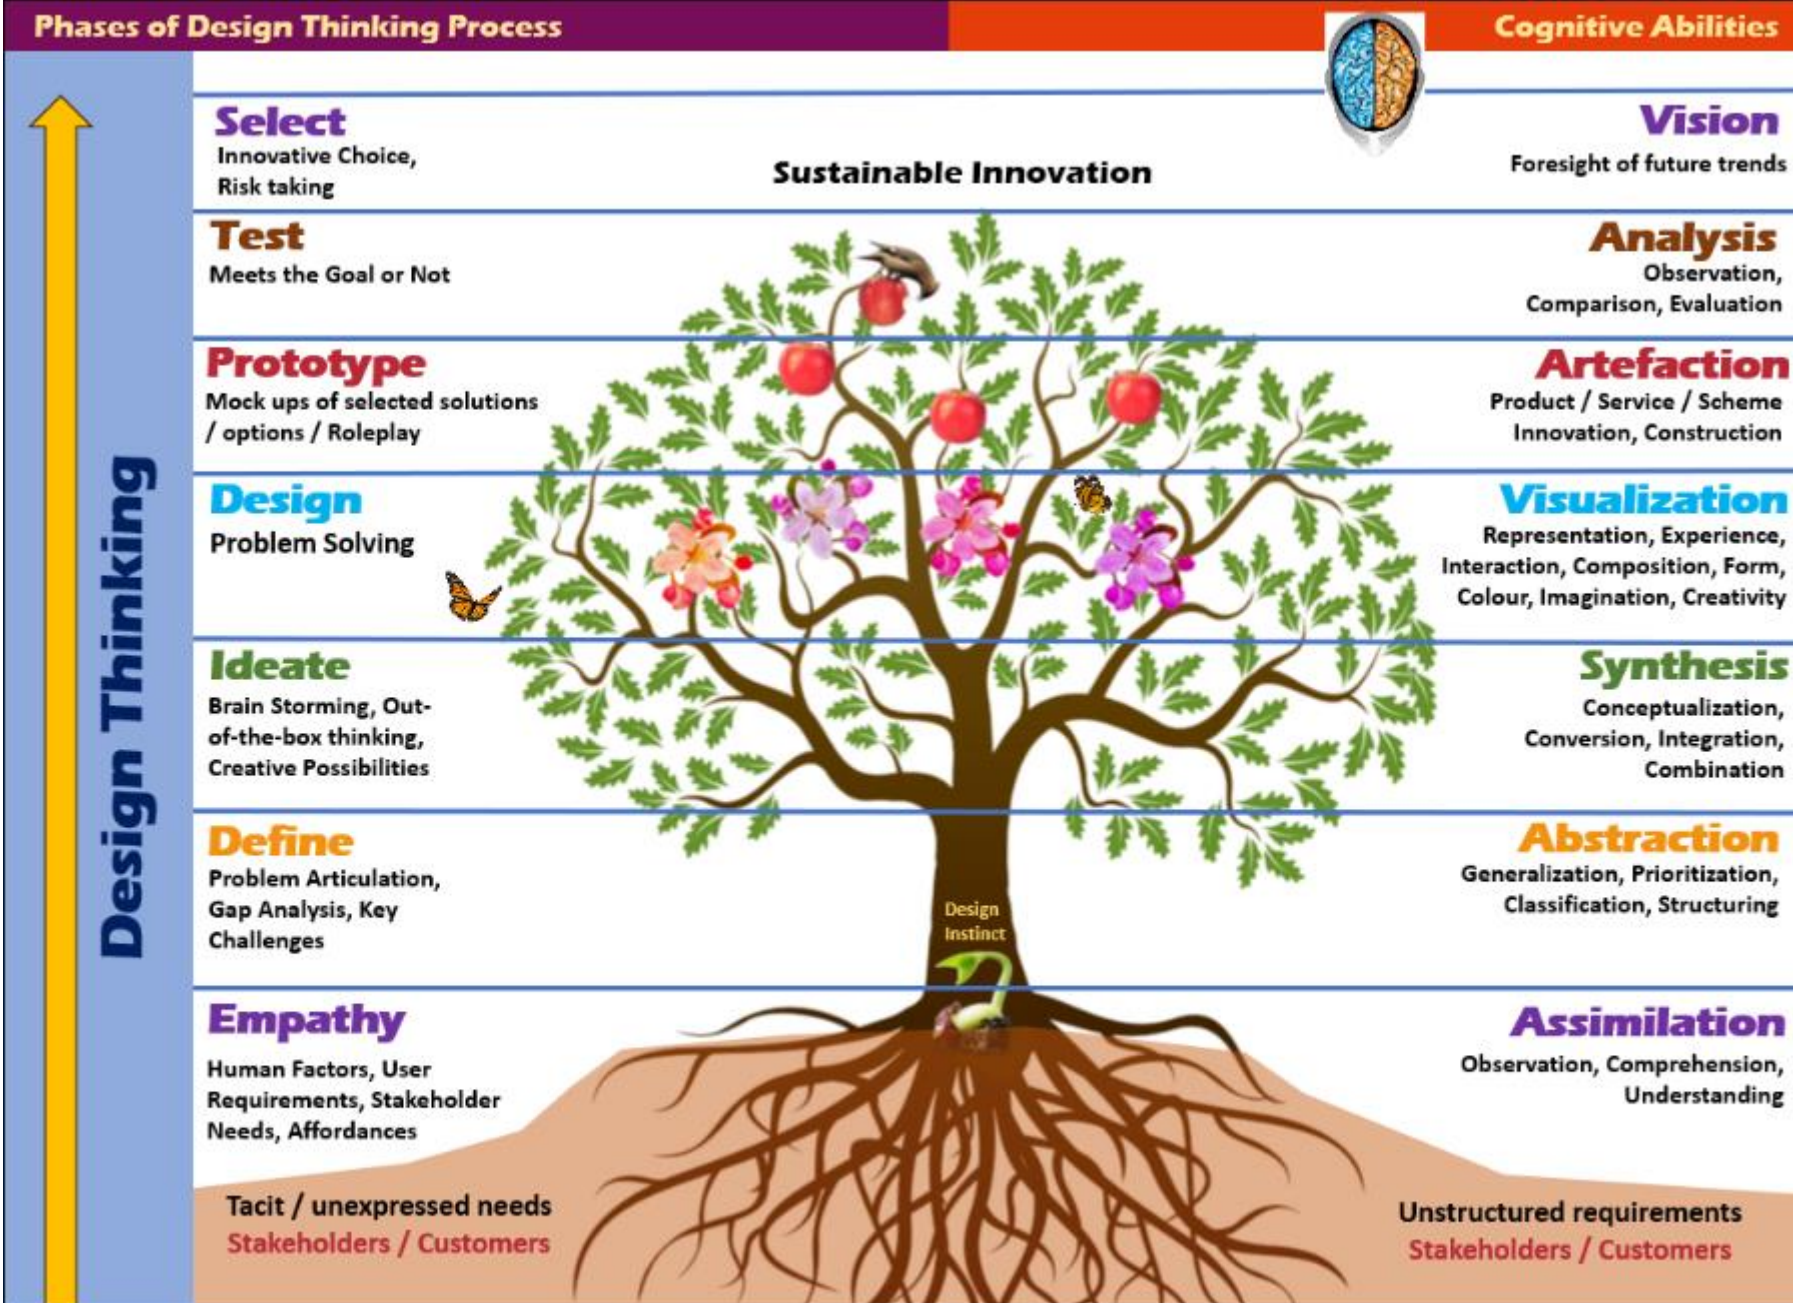 Phases of Design Thinking Process
Cognitive Abilities
Design Thinking
Select
Innovative Choice,
Risk taking
Sustainable Innovation
Vision
Foresight of future trends
Test
Meets the Goal or Not
Analysis
Observation,
Comparison, Evaluation
Prototype
Mock ups of selected solutions
/ options / Roleplay
Artefaction
Product / Service / Scheme
Innovation, Construction
Design
Problem Solving
Visualization
Representation, Experience,
Interaction, Composition, Form,
Colour, Imagination, Creativity
Ideate
Brain Storming, Out-
of-the-box thinking,
Creative Possibilities
Synthesis
Conceptualization,
Conversion, Integration,
Combination
Define
Problem Articulation,
Gap Analysis, Key
Challenges
Design
Instinct
Abstraction
Generalization, Prioritization,
Classification, Structuring
Empathy
Human Factors, User
Requirements, Stakeholder
Needs, Affordances
Assimilation
Observation, Comprehension,
Understanding
Tacit / unexpressed needs
Stakeholders / Customers
Unstructured requirements
Stakeholders / Customers